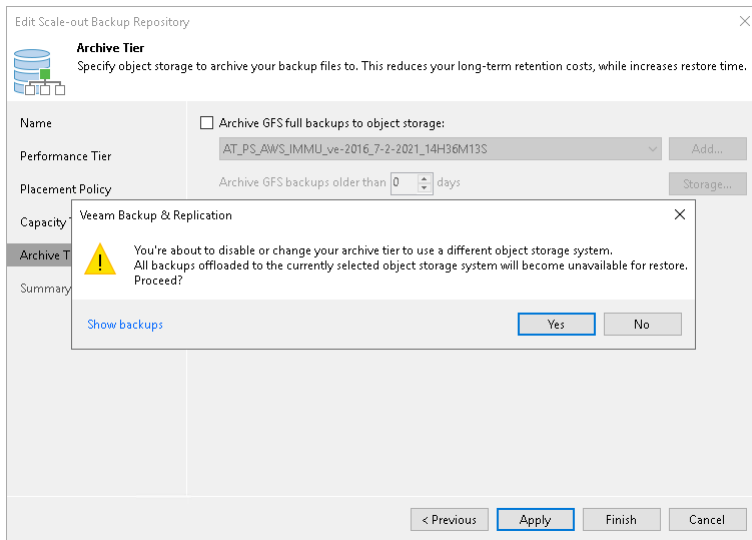 Edit Scale-out Backup Repository
Archive Tier
Specify object storage to archive your backup files to. This reduces your long-term retention costs, while increases restore time.
Name
Archive GFS full backups to object storage:
AT_PS_AWS_IMMU_ve-2016_7-2-2021_14H36M13S
Add...
Performance Tier
Archive GFS backups older than 0 days
Storage...
Placement Policy
Capacity
Archive T
Summary
Veeam Backup & Replication
You're about to disable or change your archive tier to use a different object storage system.
All backups offloaded to the currently selected object storage system will become unavailable for restore.
Proceed?
Show backups
Yes
No
< Previous
Apply
Finish
Cancel